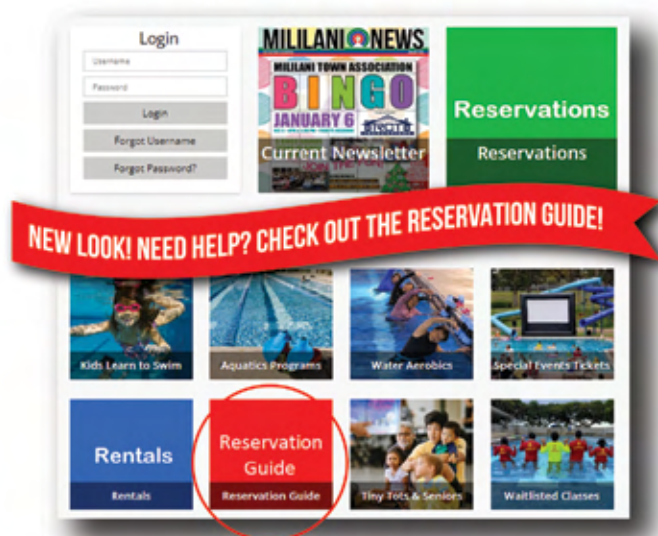 Login
Username
Password
Login
Forgot Username
Forgot Password?
MILILANI NEWS
MILILANI TOWN ASSOCIATION
BINGO
JANUARY 6
Current Newsletter
Reservations
Reservations
NEW LOOK! NEED HELP? CHECK OUT THE RESERVATION GUIDE!
Kids Learn to Swim
Aquatics Programs
Water Aerobics
Special Events Tickets
Rentals
Rentals
Reservation
Guide
Reservation Guide
Tiny Tots & Seniors
Waitlisted Classes